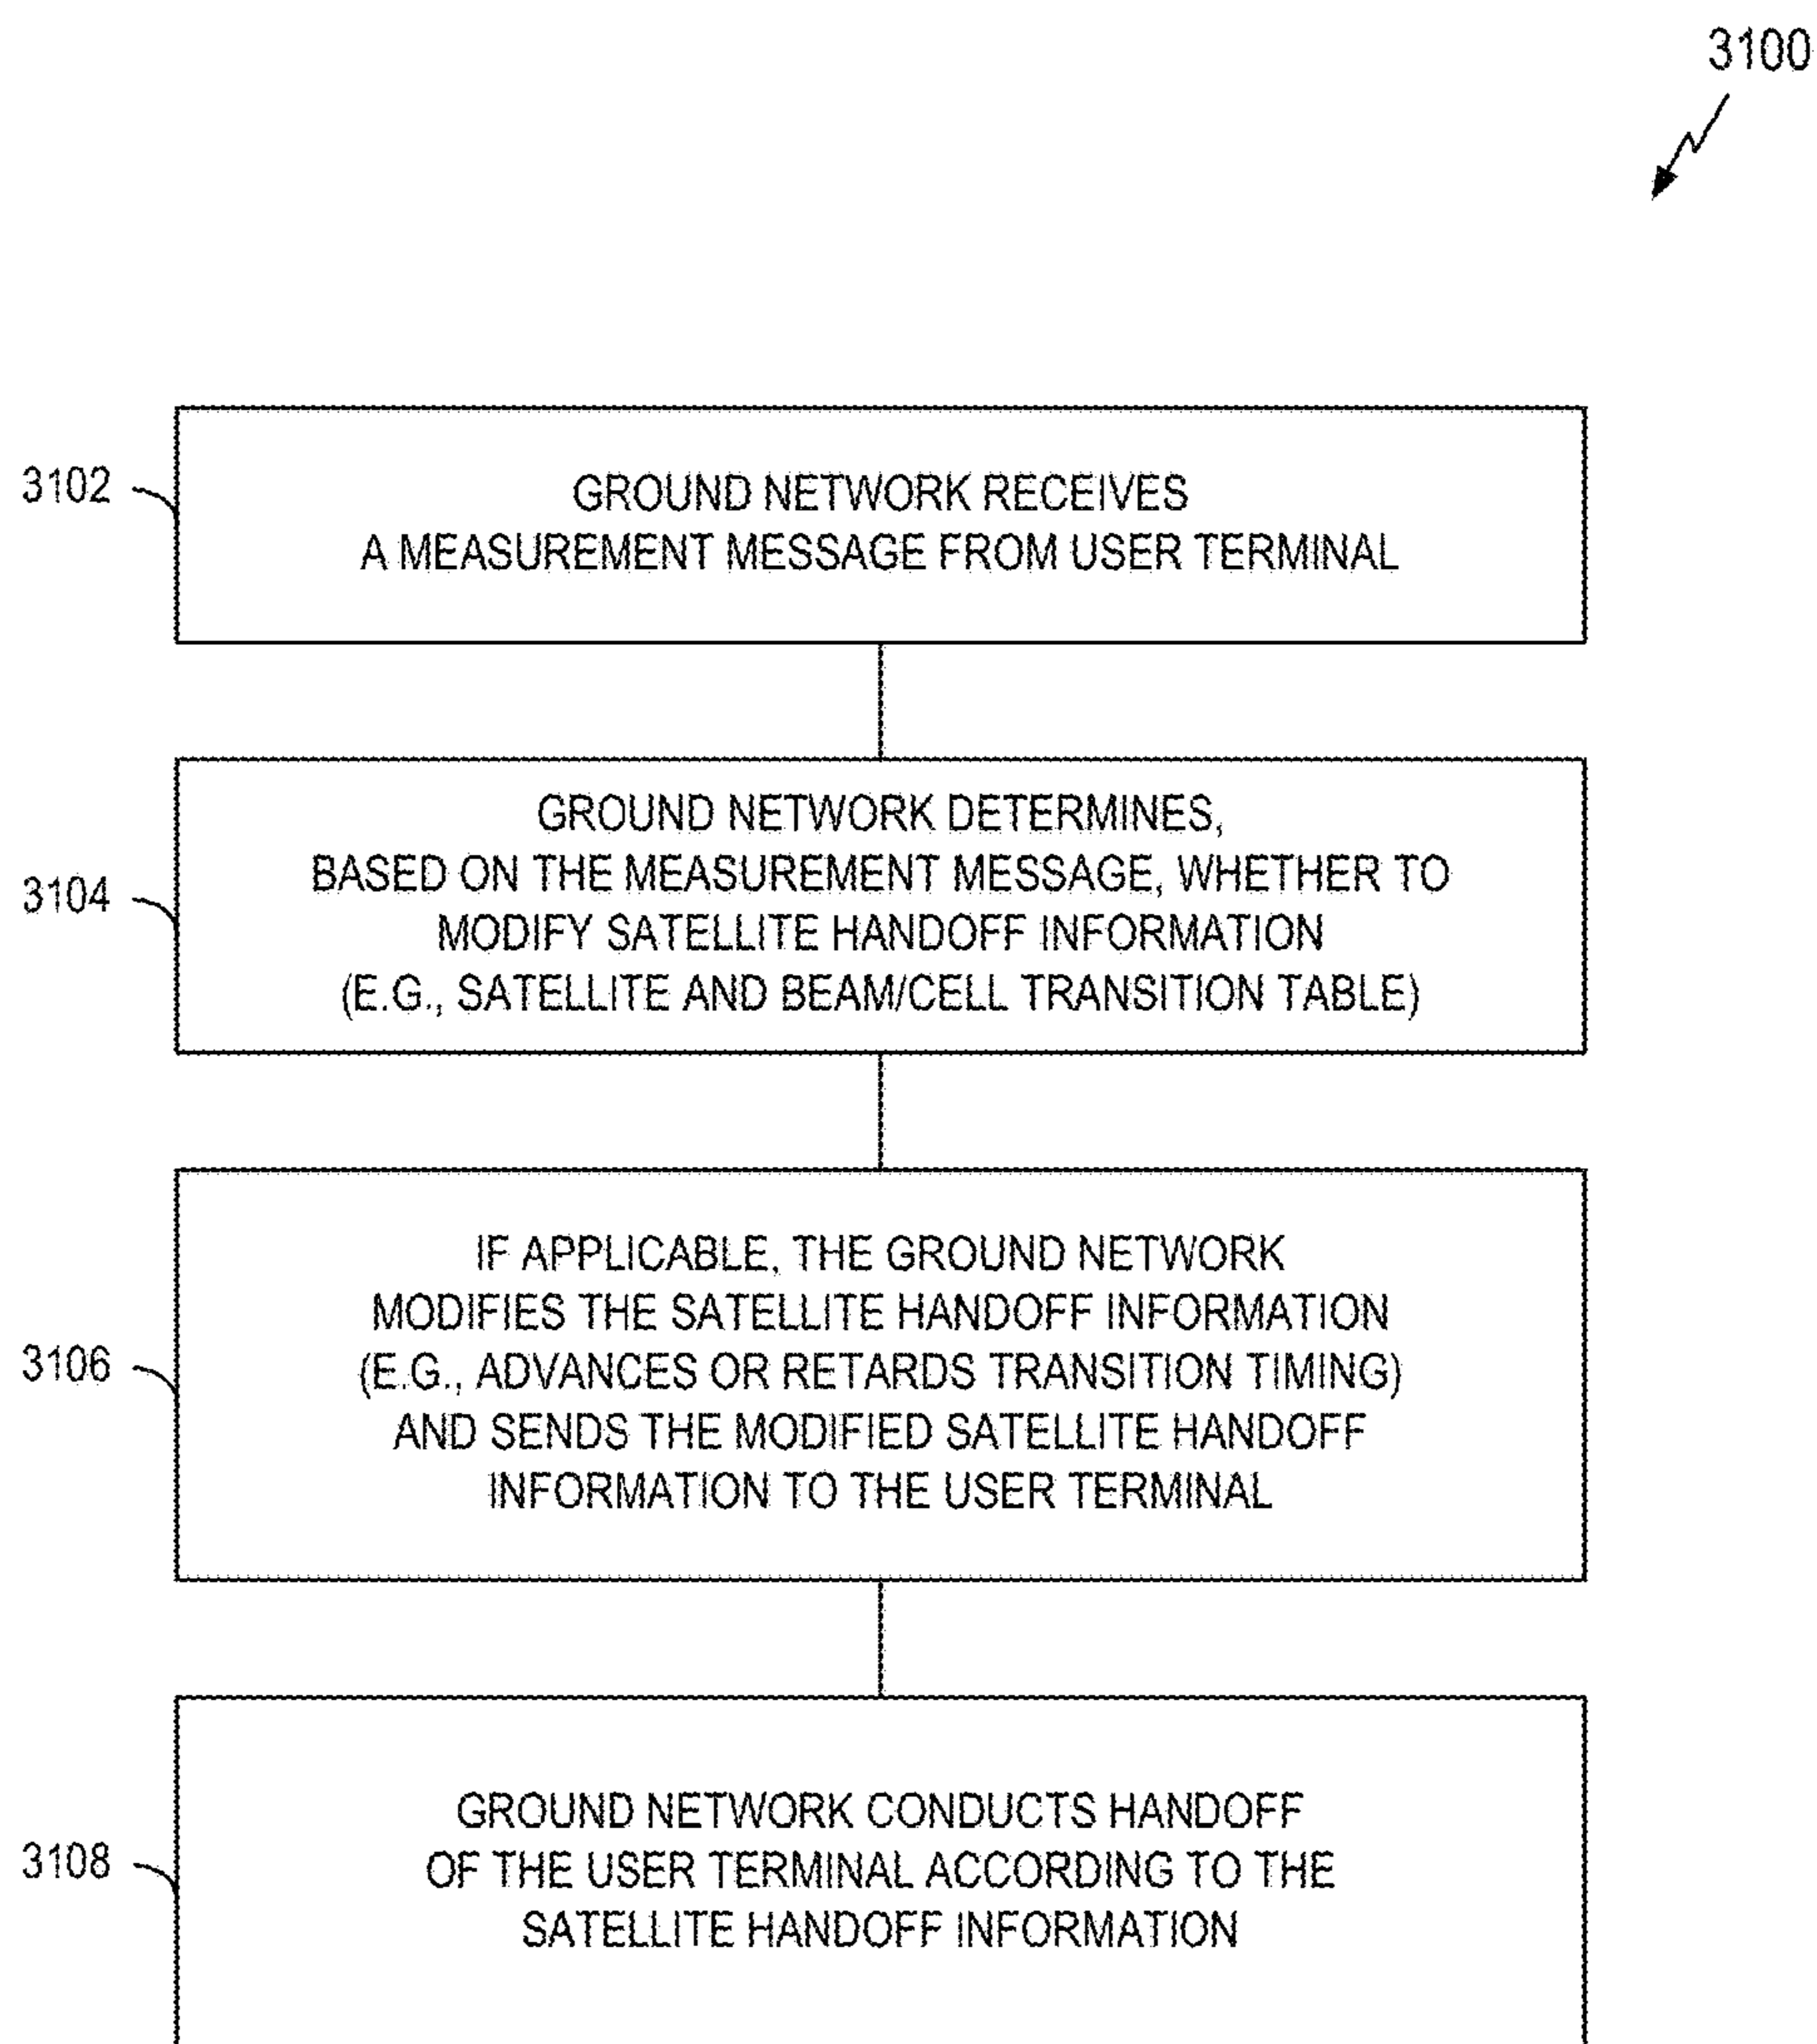 3100
3102
GROUND NETWORK RECEIVES
A MEASUREMENT MESSAGE FROM USER TERMINAL
3104
GROUND NETWORK DETERMINES,
BASED ON THE MEASUREMENT MESSAGE, WHETHER TO
MODIFY SATELLITE HANDOFF INFORMATION
(E.G., SATELLITE AND BEAM/CELL TRANSITION TABLE)
3106
IF APPLICABLE, THE GROUND NETWORK
MODIFIES THE SATELLITE HANDOFF INFORMATION
(E.G., ADVANCES OR RETARDS TRANSITION TIMING)
AND SENDS THE MODIFIED SATELLITE HANDOFF
INFORMATION TO THE USER TERMINAL
3108
GROUND NETWORK CONDUCTS HANDOFF
OF THE USER TERMINAL ACCORDING TO THE
SATELLITE HANDOFF INFORMATION